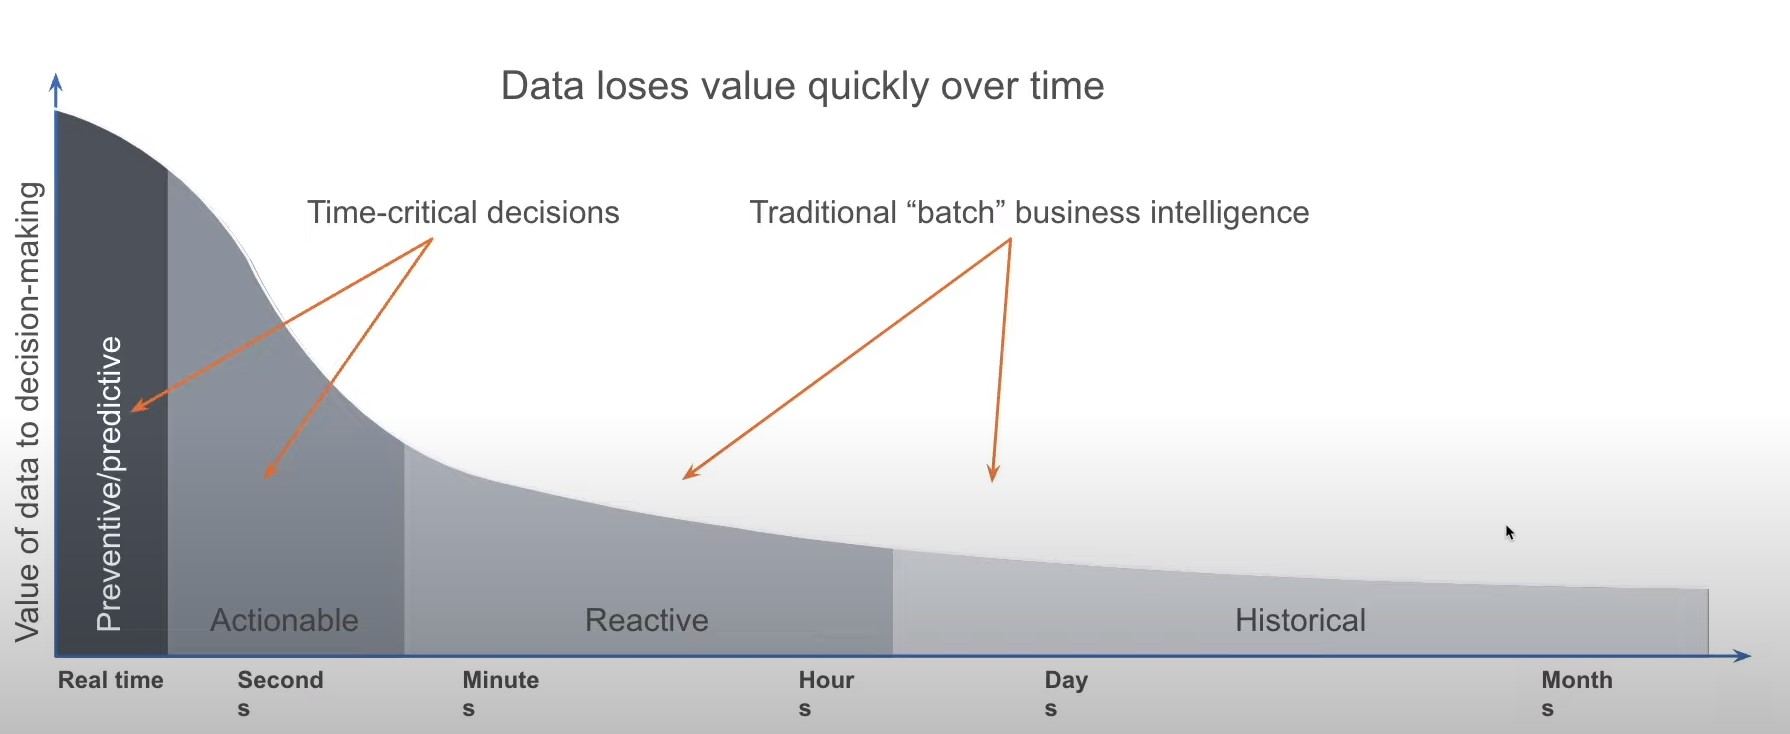 Data loses value quickly over time
Value of data to decision-making
Time-critical decisions
Traditional “batch” business intelligence
Preventive/predictive
Actionable
Reactive
Historical
Real time
Second
s
Minute
s
Hour
s
Day
s
Month
s